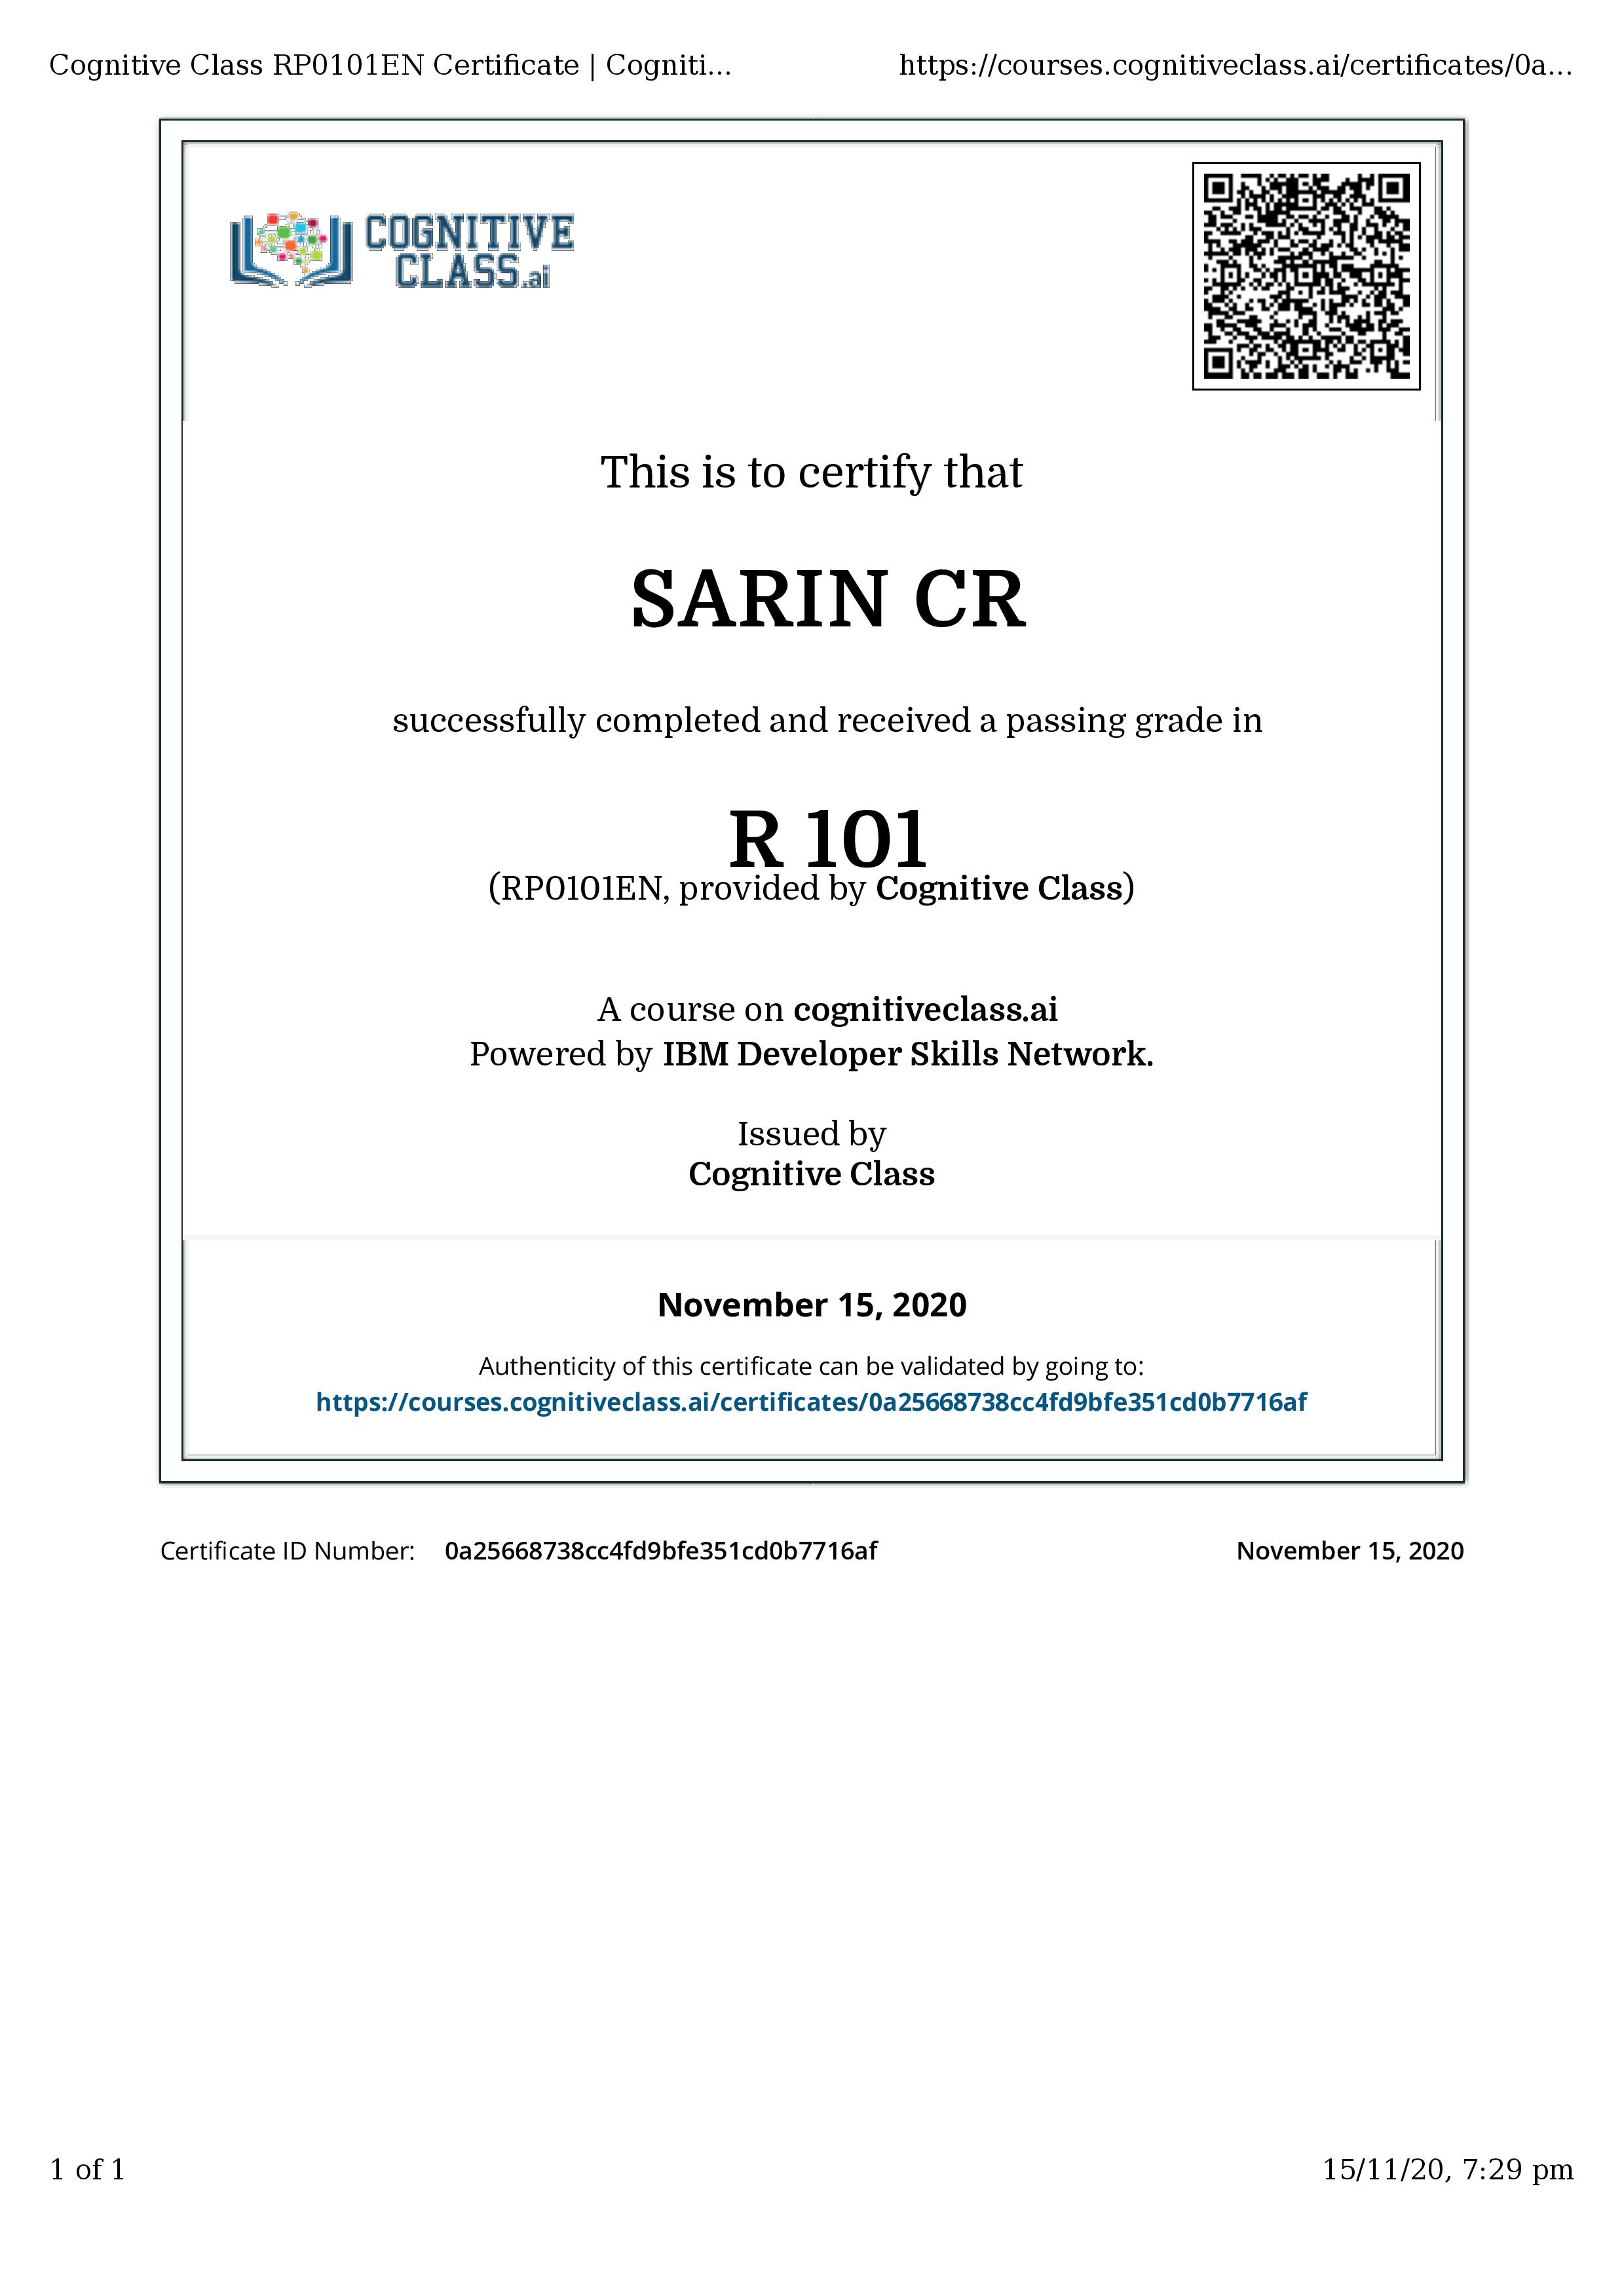 Cognitive Class RP0101EN Certificate | Cogniti...
https://courses.cognitiveclass.ai/certificates/0a...
COGNITIVE
CLASS.ai
This is to certify that
SARIN CR
successfully completed and received a passing grade in
R 101
(RP0101EN, provided by Cognitive Class)
A course on cognitiveclass.ai
Powered by IBM Developer Skills Network.
Issued by
Cognitive Class
November 15, 2020
Authenticity of this certificate can be validated by going to:
https://courses.cognitiveclass.ai/certificates/0a25668738cc4fd9bfe351cd0b7716af
Certificate ID Number: 0a25668738cc4fd9bfe351cd0b7716af
November 15, 2020
1 of 1
15/11/20, 7:29 pm